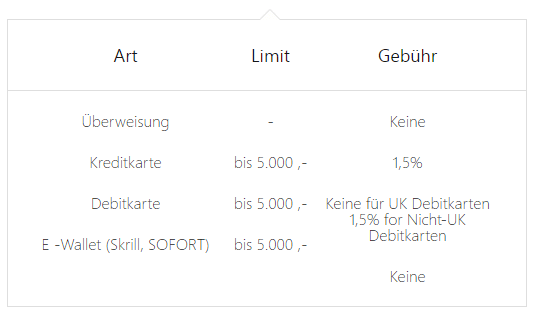 Art Limit Gebühr
Überweisung - Keine
Kreditkarte bis 5.000 ,- 1,5%
Debitkarte bis 5.000 ,- Keine für UK Debitkarten
1,5% for Nicht-UK
Debitkarten
E -Wallet (Skrill, SOFORT) bis 5.000 ,-
Keine